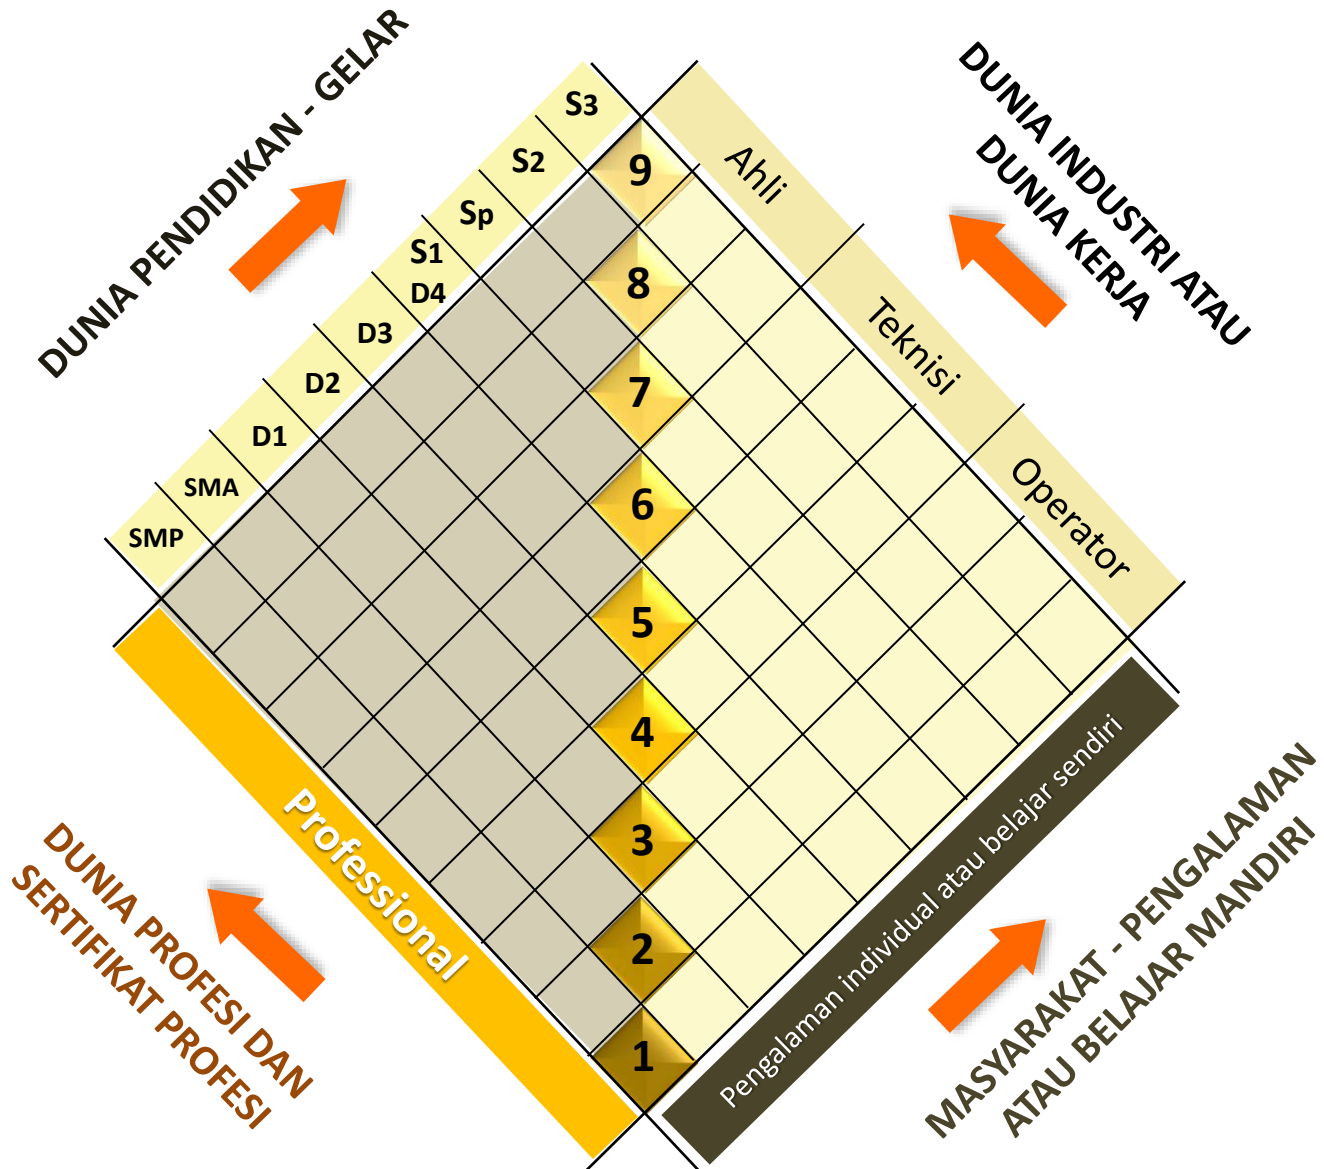 DUNIA PENDIDIKAN - GELAR
S3
S2
Sp
S1
D4
D3
D2
D1
SMA
SMP
DUNIA INDUSTRI ATAU
DUNIA KERJA
Ahli
Teknisi
Operator
9
8
7
6
5
4
3
2
1
Professional
DUNIA PROFESI DAN
SERTIFIKAT PROFESI
Pengalaman individual atau belajar sendiri
MASYARAKAT - PENGALAMAN
ATAU BELAJAR MANDIRI